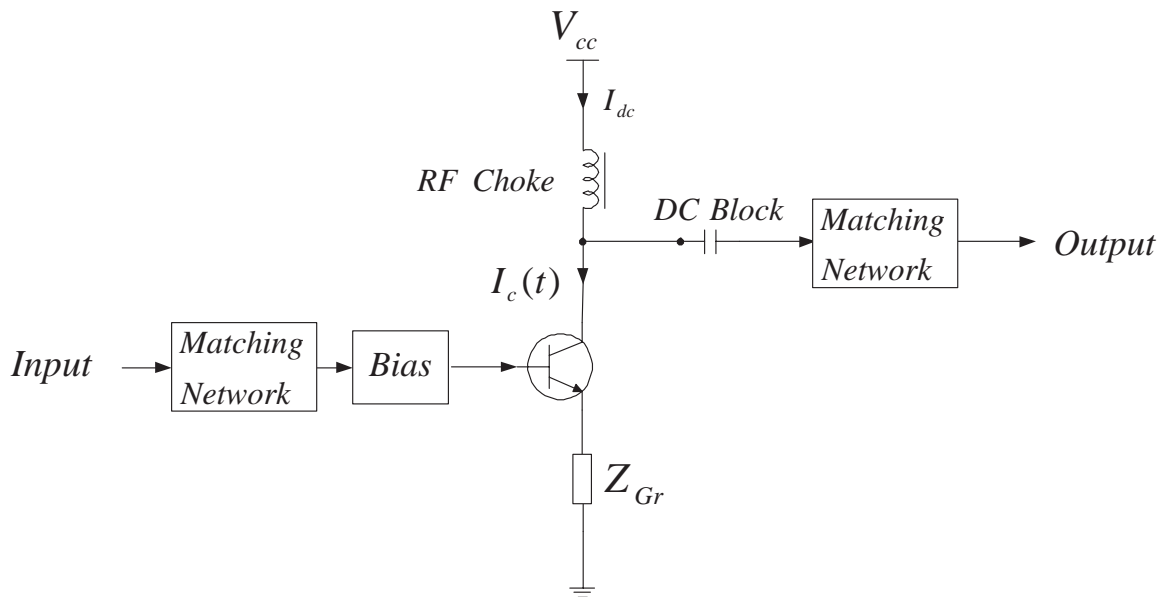 V_cc
I_dc
RF Choke
DC Block
Matching
Network
Output
I_c(t)
Input
Matching
Network
Bias
Z_Gr